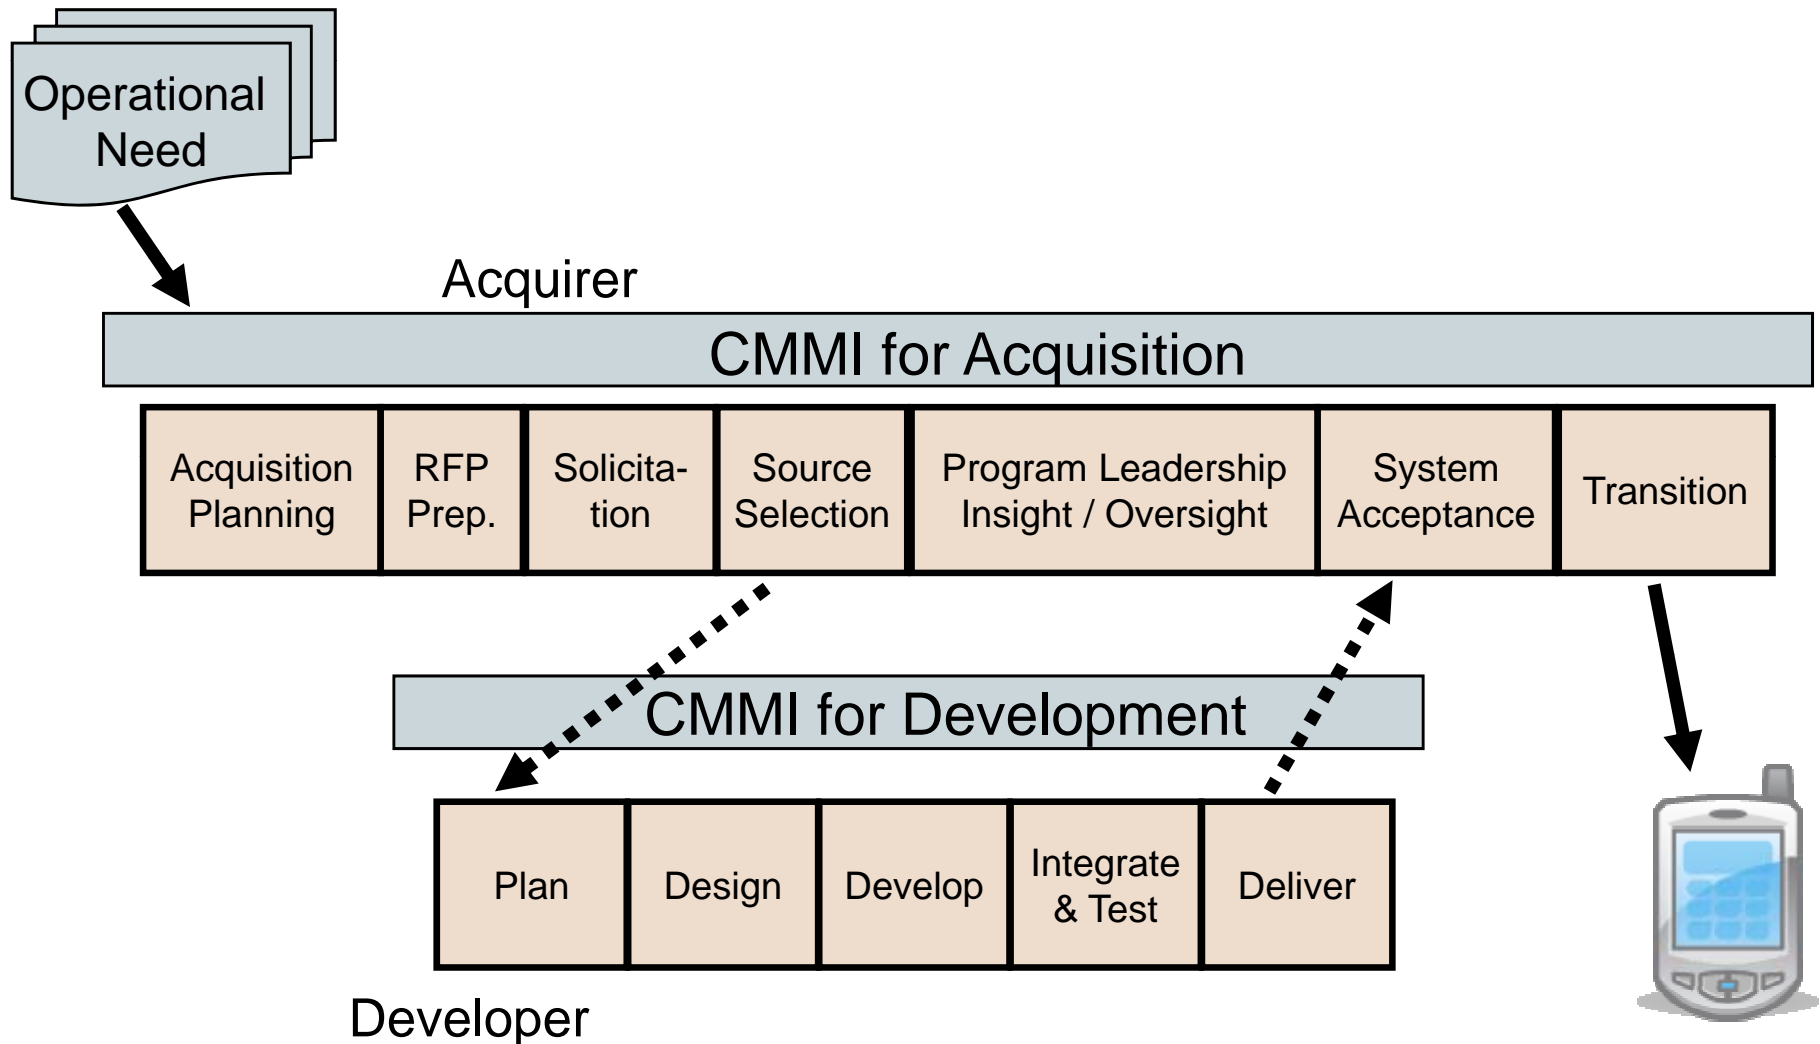 Operational
Need
Acquirer
CMMI for Acquisition
Acquisition
Planning
RFP
Prep.
Solicita-
tion
Source
Selection
Program Leadership
Insight / Oversight
System
Acceptance
Transition
CMMI for Development
Plan
Design
Develop
Integrate
& Test
Deliver
Developer